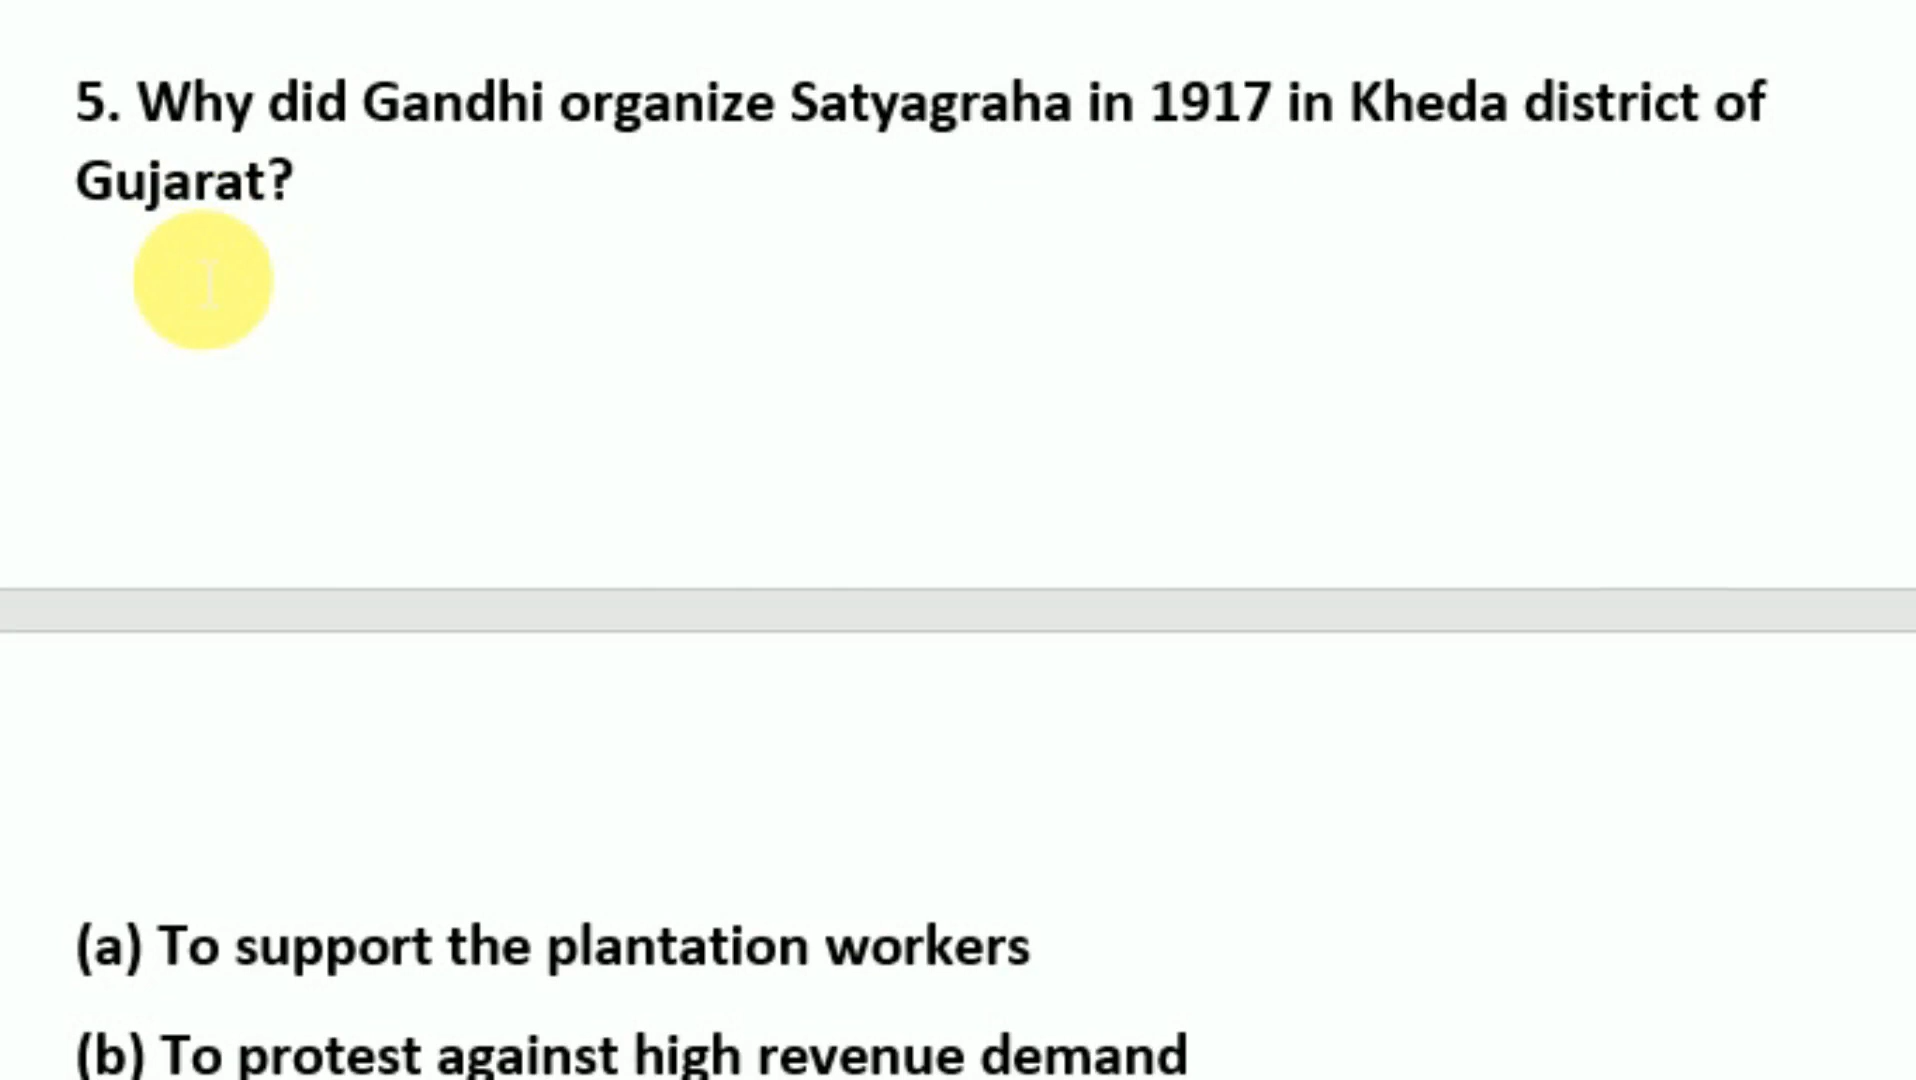 5. Why did Gandhi organize Satyagraha in 1917 in Kheda district of
Gujarat?
(a) To support the plantation workers
(b) To protest against high revenue demand